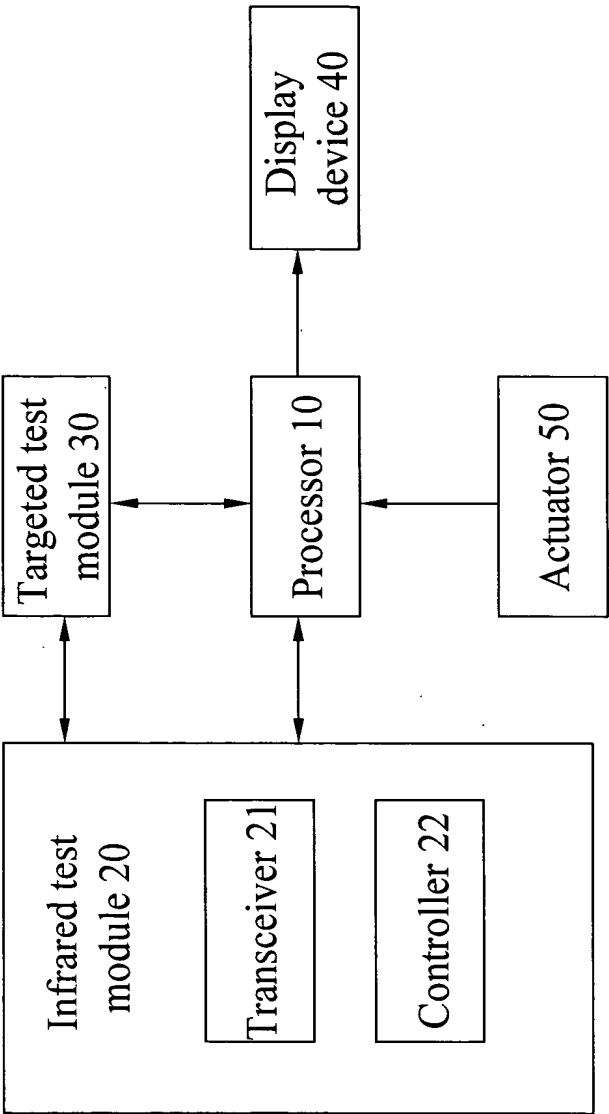 Infrared test
module 20
Transceiver 21
Controller 22
Targeted test
module 30
Processor 10
Actuator 50
Display
device 40